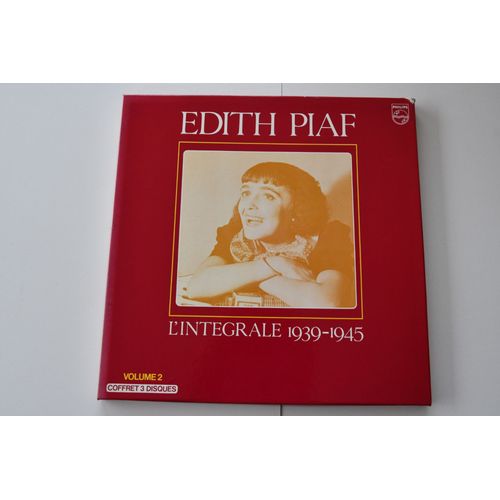 PHILIPS
EDITH PIAF
L'INTEGRALE 1939-1945
VOLUME 2
COFFRET 3 DISQUES